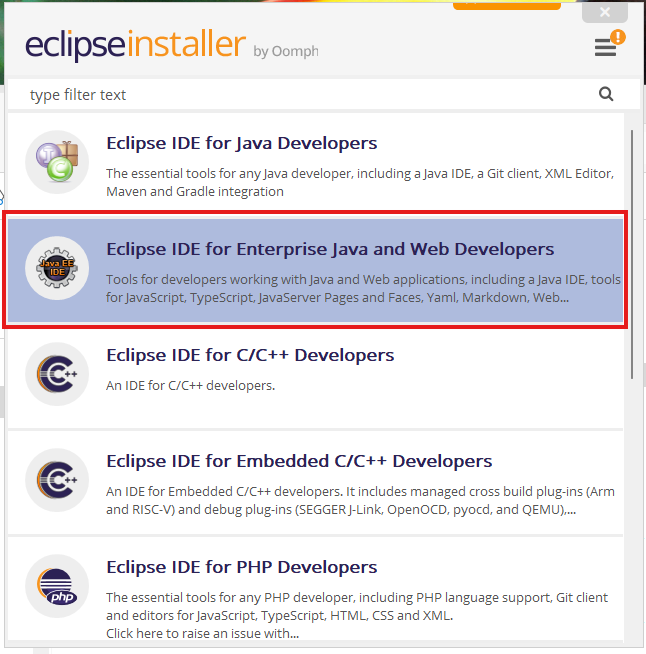 eclipseinstaller by Oomph
!
type filter text
Eclipse IDE for Java Developers
The essential tools for any Java developer, including a Java IDE, a Git client, XML Editor,
Maven and Gradle integration
Java EE
IDE
Eclipse IDE for Enterprise Java and Web Developers
Tools for developers working with Java and Web applications, including a Java IDE, tools
for JavaScript, TypeScript, JavaServer Pages and Faces, Yaml, Markdown, Web...
C++
Eclipse IDE for C/C++ Developers
An IDE for C/C++ developers.
C++
Eclipse IDE for Embedded C/C++ Developers
An IDE for Embedded C/C++ developers. It includes managed cross build plug-ins (Arm
and RISC-V) and debug plug-ins (SEGGER J-Link, OpenOCD, pyocd, and QEMU),...
php
Eclipse IDE for PHP Developers
The essential tools for any PHP developer, including PHP language support, Git client
and editors for JavaScript, TypeScript, HTML, CSS and XML.
Click here to raise an issue with...